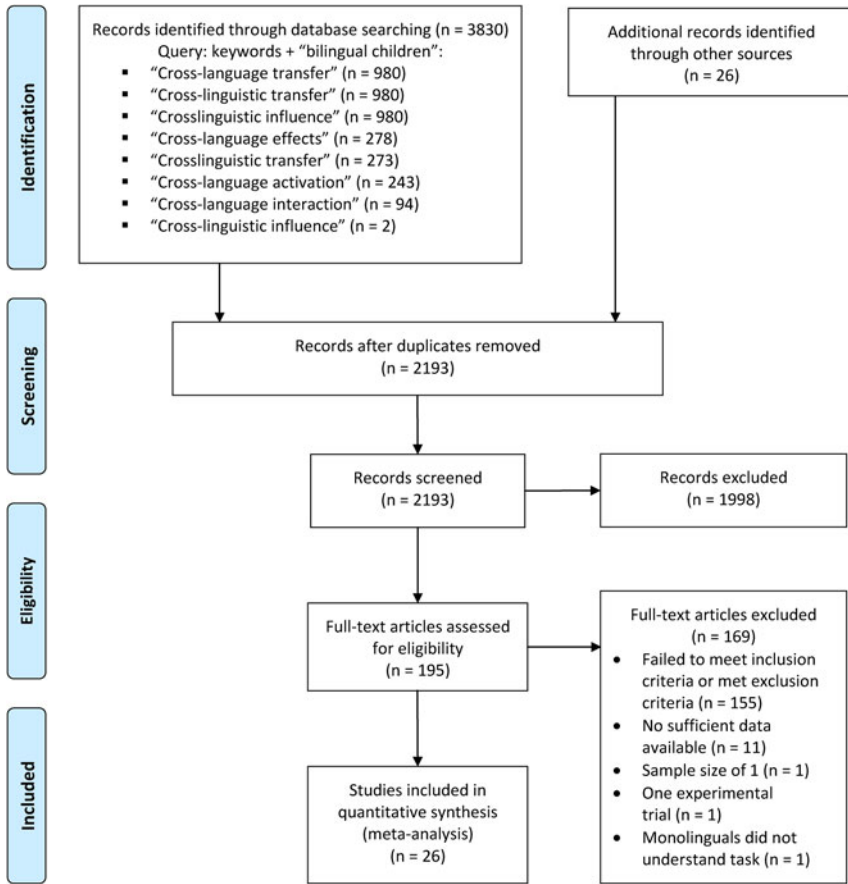 Identification
Records identified through database searching (n = 3830)
Query: keywords + “bilingual children”:
▪ “Cross-language transfer” (n = 980)
▪ “Cross-linguistic transfer” (n = 980)
▪ “Crosslinguistic influence” (n = 980)
▪ “Cross-language effects” (n = 278)
▪ “Crosslinguistic transfer” (n = 273)
▪ “Cross-language activation” (n = 243)
▪ “Cross-language interaction” (n = 94)
▪ “Cross-linguistic influence” (n = 2)
Additional records identified
through other sources
(n = 26)
Screening
Records after duplicates removed
(n = 2193)
Records screened
(n = 2193)
Records excluded
(n = 1998)
Eligibility
Full-text articles assessed
for eligibility
(n = 195)
Full-text articles excluded
(n = 169)
• Failed to meet inclusion
criteria or met exclusion
criteria (n = 155)
• No sufficient data
available (n = 11)
• Sample size of 1 (n = 1)
• One experimental
trial (n = 1)
• Monolinguals did not
understand task (n = 1)
Included
Studies included in
quantitative synthesis
(meta-analysis)
(n = 26)